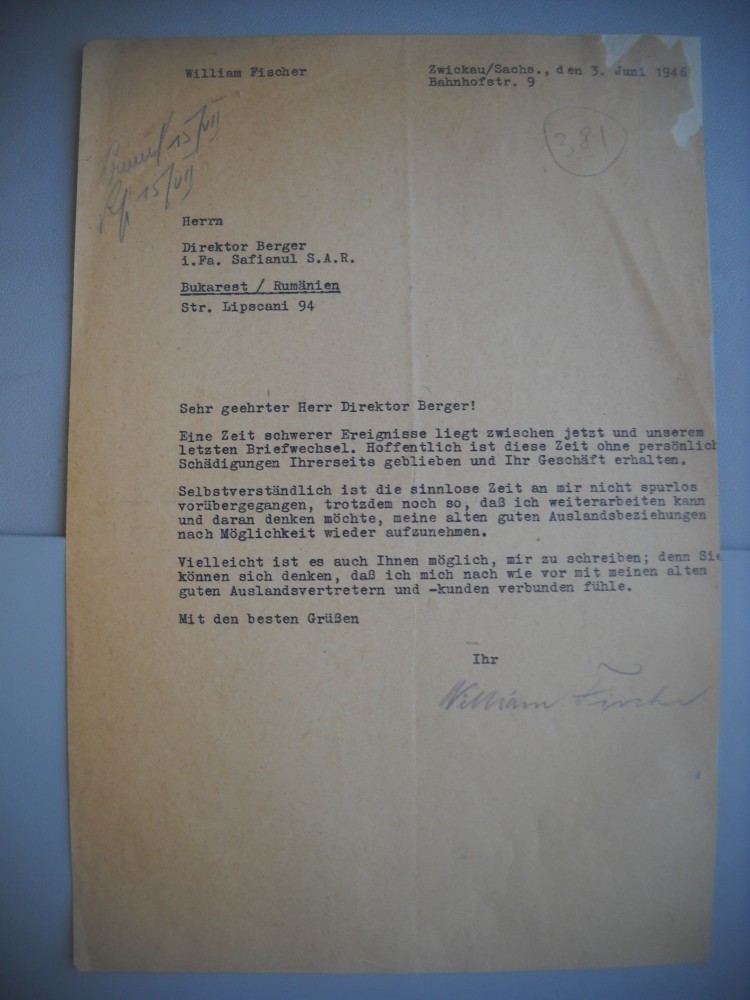 William Fischer
Zwickau/Sachs., den 3. Juni 1946
Bahnhofstr. 9
381
15/VII
15/VII
Herrn
Direktor Berger
i.Fa. Safianul S.A.R.
Bukarest / Rumänien
Str. Lipscani 94
Sehr geehrter Herr Direktor Berger!
Eine Zeit schwerer Ereignisse liegt zwischen jetzt und unserem
letzten Briefwechsel. Hoffentlich ist diese Zeit ohne persönlich
Schädigungen Ihrerseits geblieben und Ihr Geschäft erhalten.
Selbstverständlich ist die sinnlose Zeit an mir nicht spurlos
vorübergegangen, trotzdem noch so, daß ich weiterarbeiten kann
und daran denken möchte, meine alten guten Auslandsbeziehungen
nach Möglichkeit wieder aufzunehmen.
Vielleicht ist es auch Ihnen möglich, mir zu schreiben; denn Sie
können sich denken, daß ich mich nach wie vor mit meinen alten
guten Auslandsvertretern und -kunden verbunden fühle.
Mit den besten Grüßen
Ihr
William Fischer